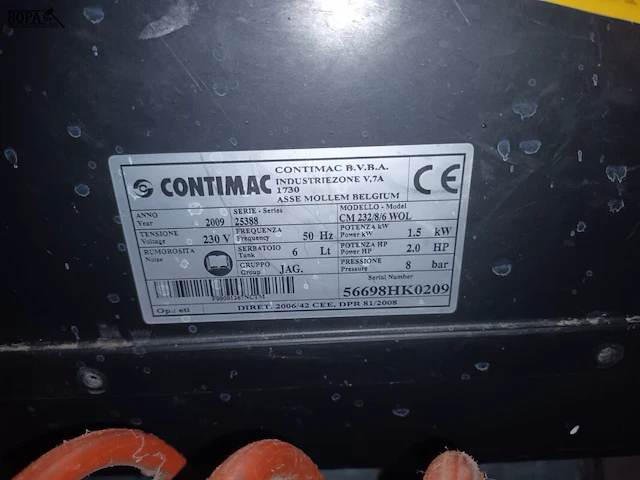 BOPA
CONTIMAC
CONTIMAC B.V.B.A.
INDUSTRIEZONE V,7A
1730
ASSE MOLLEM BELGIUM
CE
ANNO
Year 2009
SERIE - Series
25388
MODELLO - Model
CM 232/8/6 WOL
TENSIONE
Voltage 230 V
FREQUENZA
Frequency 50 Hz
POTENZA kW
Power kW 1.5 kW
RUMOROSITA
Noise
SERBATOIO
Tank 6 Lt
POTENZA HP
Power HP 2.0 HP
GRUPPO
Group JAG.
PRESSIONE
Pressure 8 bar
Serial Number
56698HK0209
Op.: etl
DIRET. 2006/42 CEE, DPR 81/2008